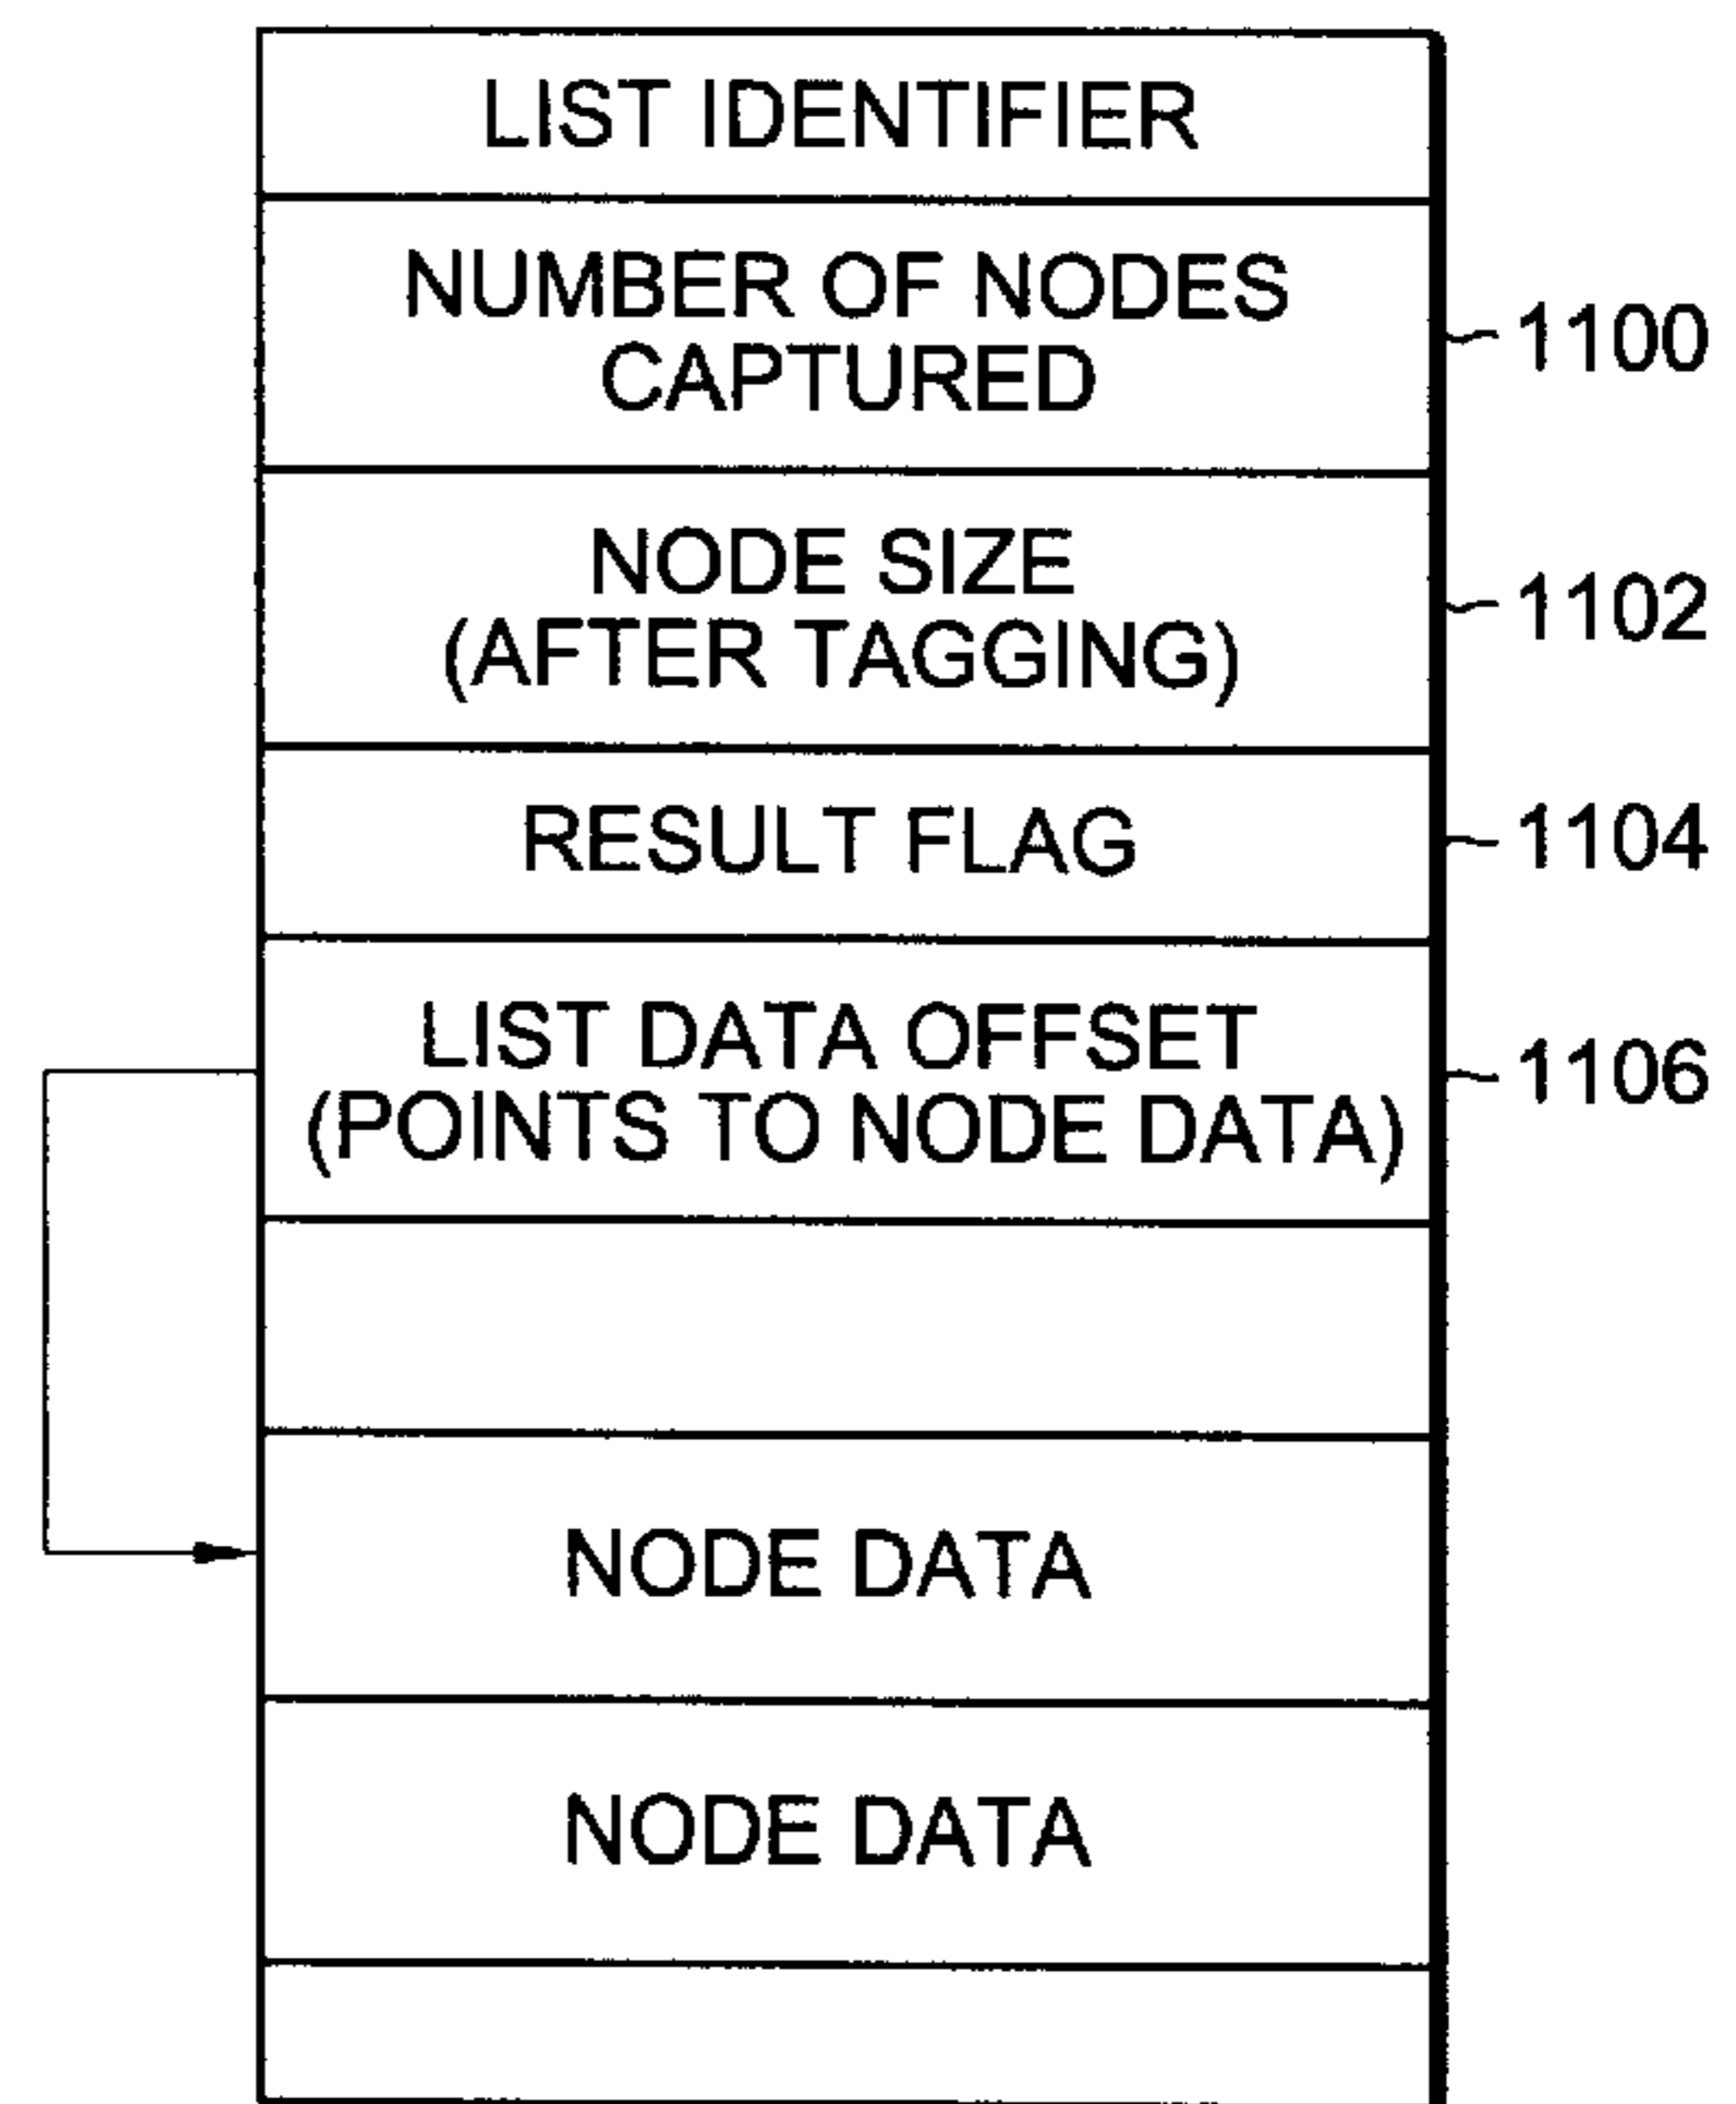 LIST IDENTIFIER
NUMBER OF NODES
CAPTURED
1100
NODE SIZE
(AFTER TAGGING)
1102
RESULT FLAG
1104
LIST DATA OFFSET
(POINTS TO NODE DATA)
1106
NODE DATA
NODE DATA